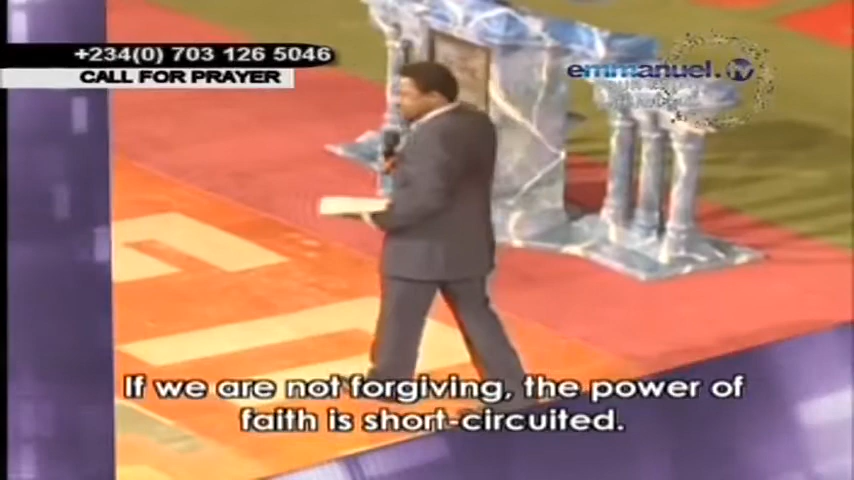 +234(0) 703 126 5046
CALL FOR PRAYER
emmanuel.TV
If we are not forgiving, the power of
faith is short-circuited.